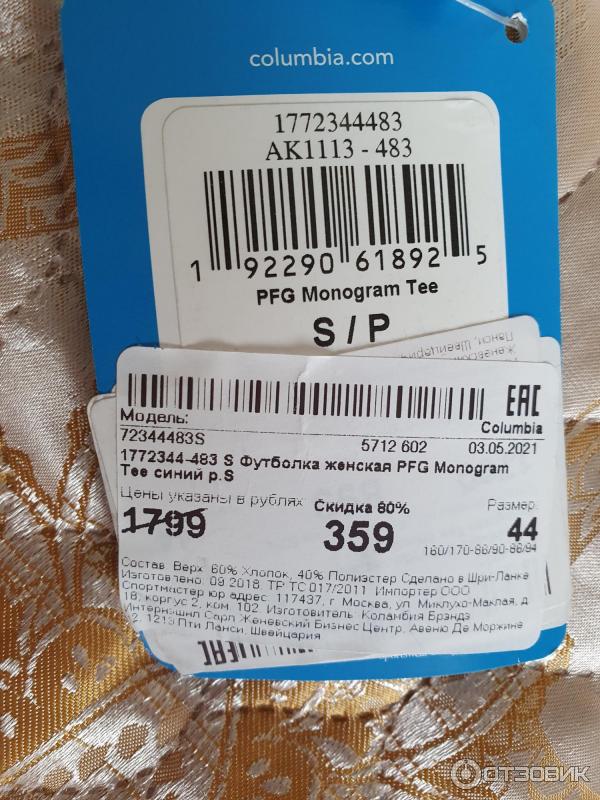 columbia.com
1772344483
AK1113 - 483
1 92290 61892 5
PFG Monogram Tee
S / P
EAC
Модель:
Columbia
72344483S 5712 602 03.05.2021
1772344-483 S Футболка женская PFG Monogram
Tee синий р.S
Цены указаны в рублях Скидка 80% Размер:
1799 359 44
160/170-86/90-86/94
Состав: Верх: 60% Хлопок, 40% Полиэстер Сделано в Шри-Ланке
Изготовлено: 09.2018. ТР ТС 017/2011. Импортер ООО
Спортмастер юр адрес: 117437, г. Москва, ул. Миклухо-Маклая, д.
18, корпус 2, ком. 102. Изготовитель: Коламбия Брэндз
Интернэшнл Сарл Женевский Бизнес Центр, Авеню Де Моржине
12, 1213 Пти Ланси, Швейцария
EAC
ОТЗОВИК